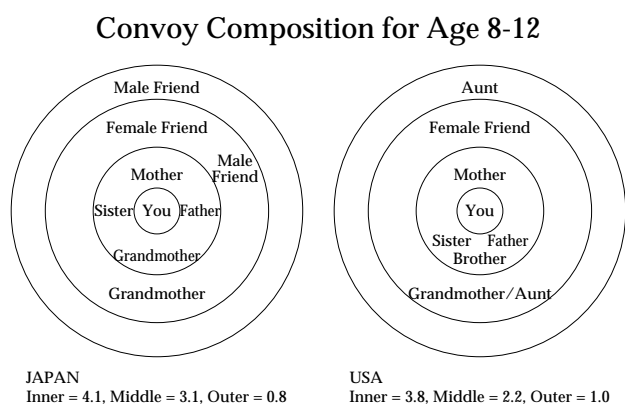 Convoy Composition for Age 8-12
Male Friend
Female Friend
Male
Friend
Mother
Sister
You
Father
Grandmother
Grandmother
JAPAN
Inner = 4.1, Middle = 3.1, Outer = 0.8
Aunt
Female Friend
Mother
You
Sister
Father
Brother
Grandmother/Aunt
USA
Inner = 3.8, Middle = 2.2, Outer = 1.0